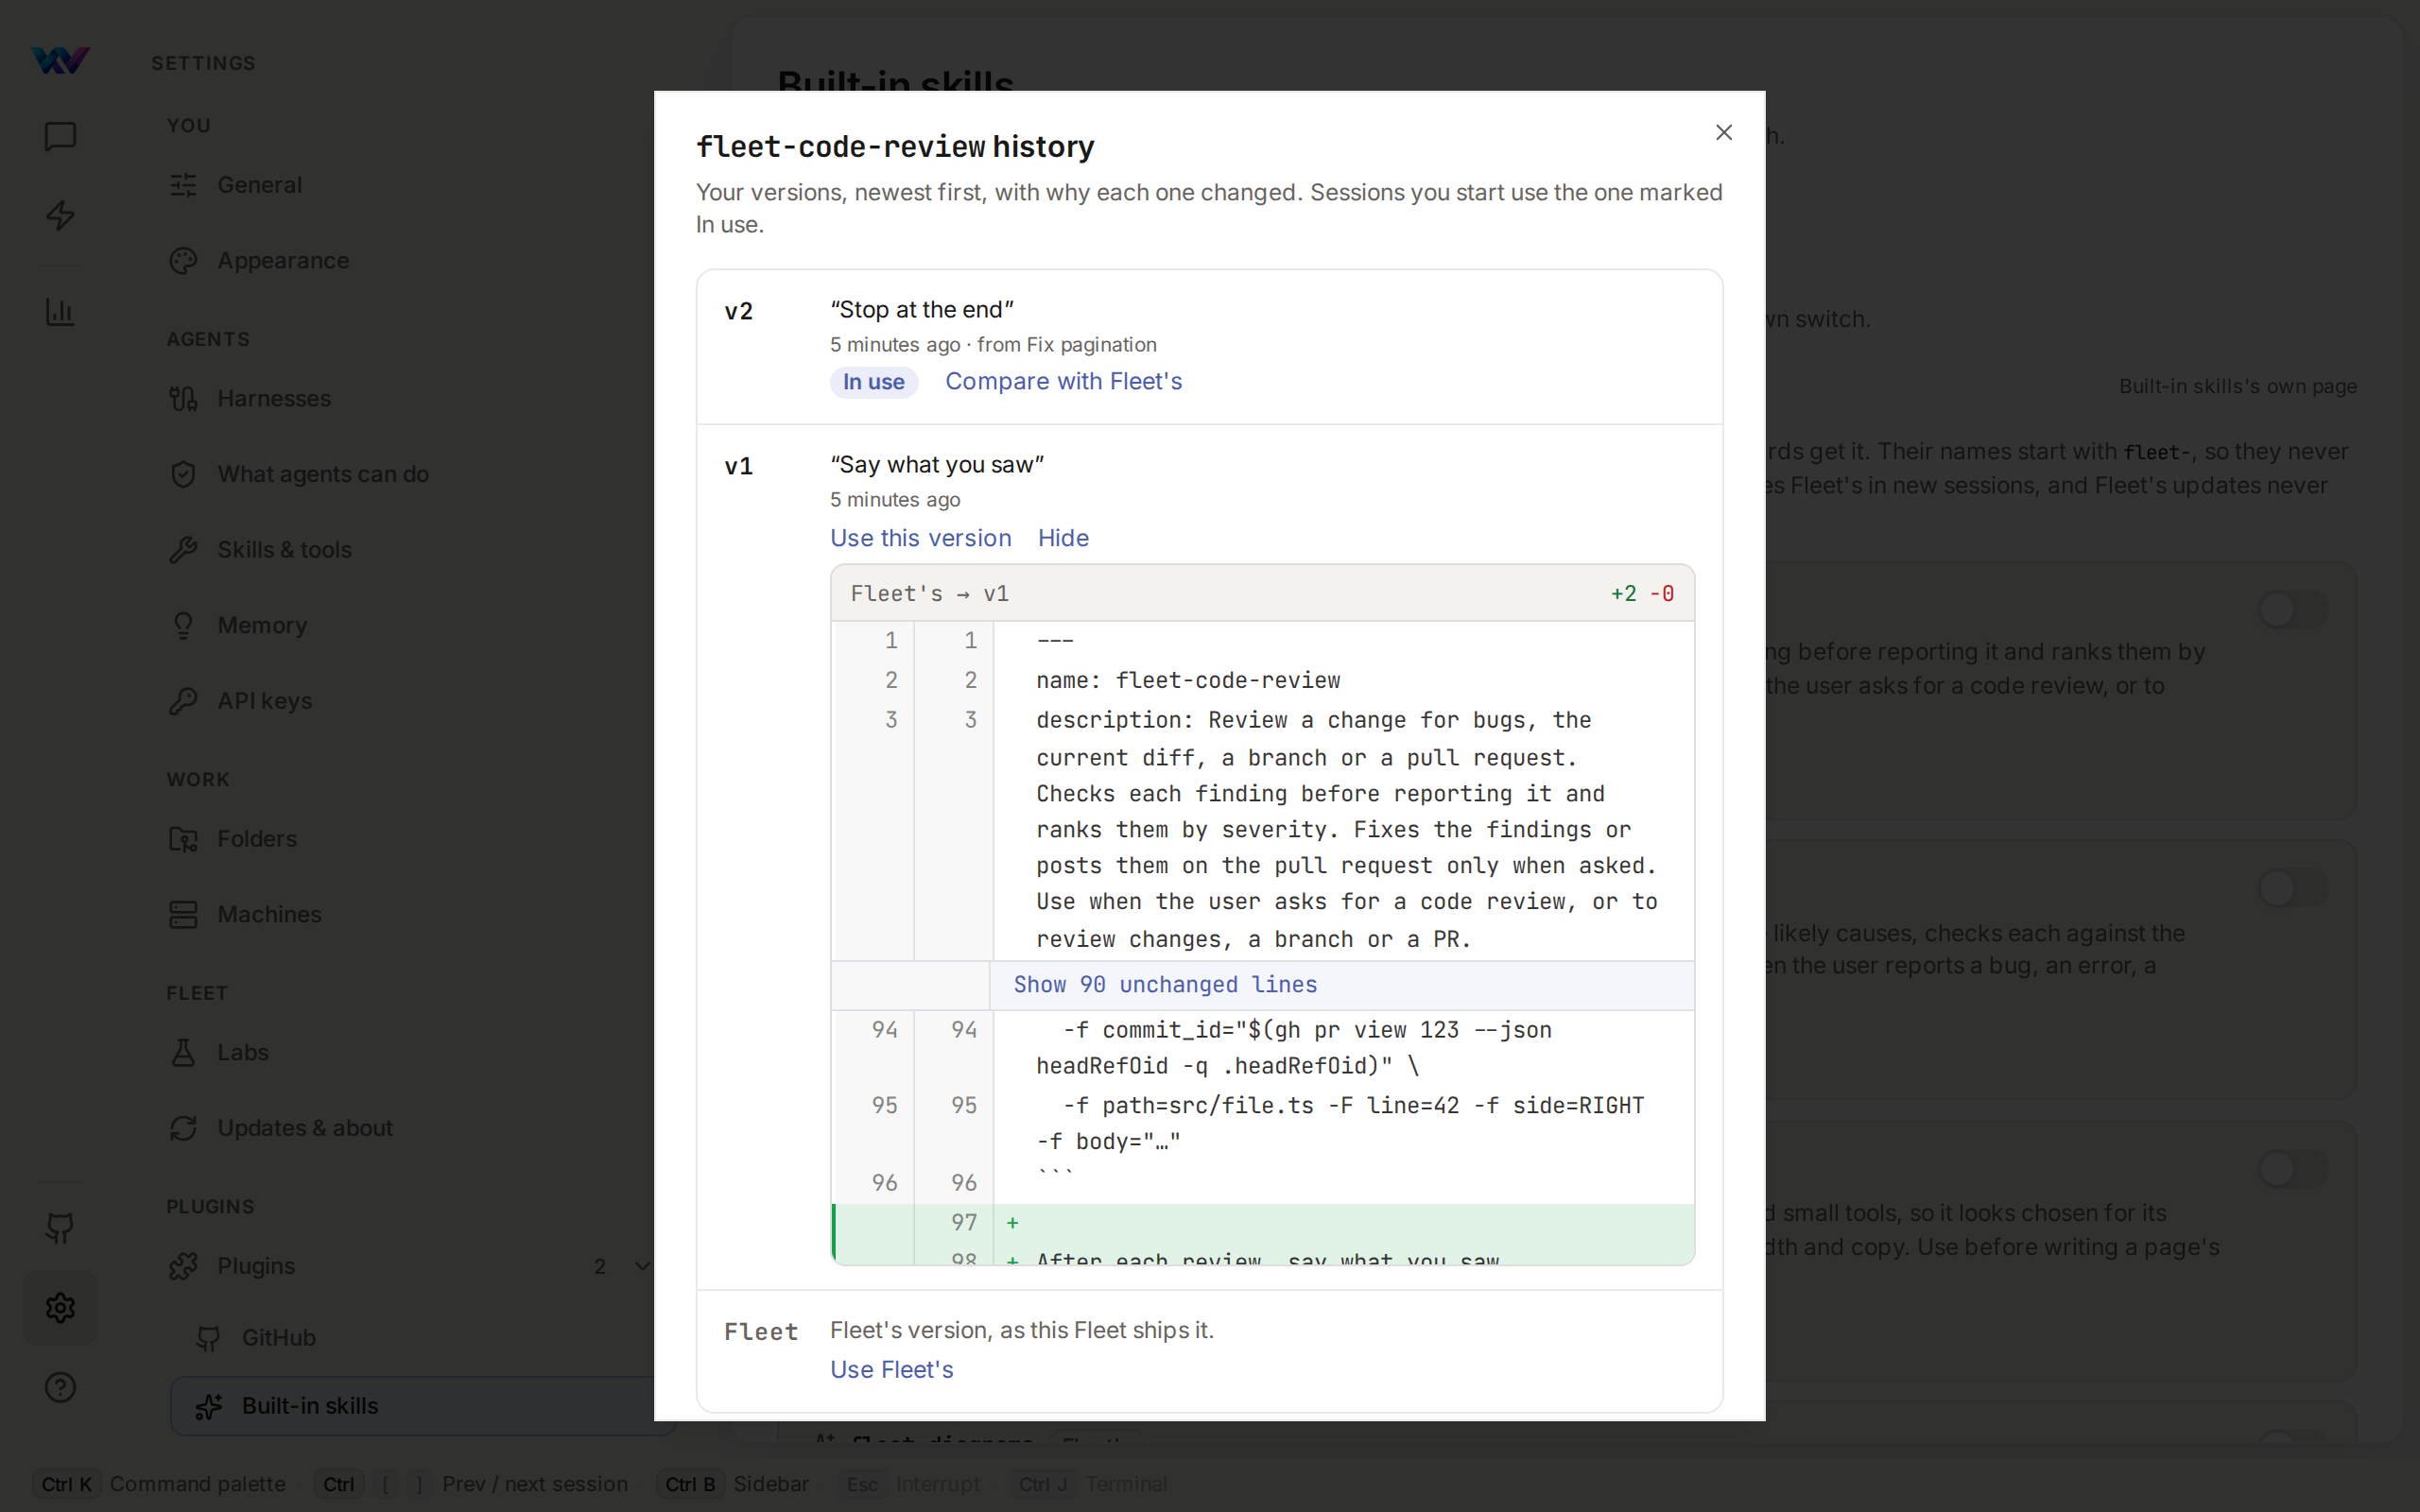 SETTINGS
YOU
General
Appearance
AGENTS
Harnesses
What agents can do
Skills & tools
Memory
API keys
WORK
Folders
Machines
FLEET
Labs
Updates & about
PLUGINS
Plugins 2
GitHub
Built-in skills
Built-in skills
h.
wn switch.
Built-in skills's own page
rds get it. Their names start with fleet-, so they never
es Fleet's in new sessions, and Fleet's updates never
ng before reporting it and ranks them by
the user asks for a code review, or to
likely causes, checks each against the
en the user reports a bug, an error, a
d small tools, so it looks chosen for its
dth and copy. Use before writing a page's
fleet-code-review history
Your versions, newest first, with why each one changed. Sessions you start use the one marked
In use.
v2 “Stop at the end”
5 minutes ago · from Fix pagination
In use Compare with Fleet's
v1 “Say what you saw”
5 minutes ago
Use this version Hide
Fleet's → v1 +2 -0
1 1 ---
2 2 name: fleet-code-review
3 3 description: Review a change for bugs, the
current diff, a branch or a pull request.
Checks each finding before reporting it and
ranks them by severity. Fixes the findings or
posts them on the pull request only when asked.
Use when the user asks for a code review, or to
review changes, a branch or a PR.
Show 90 unchanged lines
94 94 -f commit_id="$(gh pr view 123 --json
headRefOid -q .headRefOid)" \
95 95 -f path=src/file.ts -F line=42 -f side=RIGHT
-f body="…"
96 96 ```
97 +
98 + After each review, say what you saw
Fleet Fleet's version, as this Fleet ships it.
Use Fleet's
Ctrl K Command palette Ctrl [ ] Prev / next session Ctrl B Sidebar Esc Interrupt Ctrl J Terminal